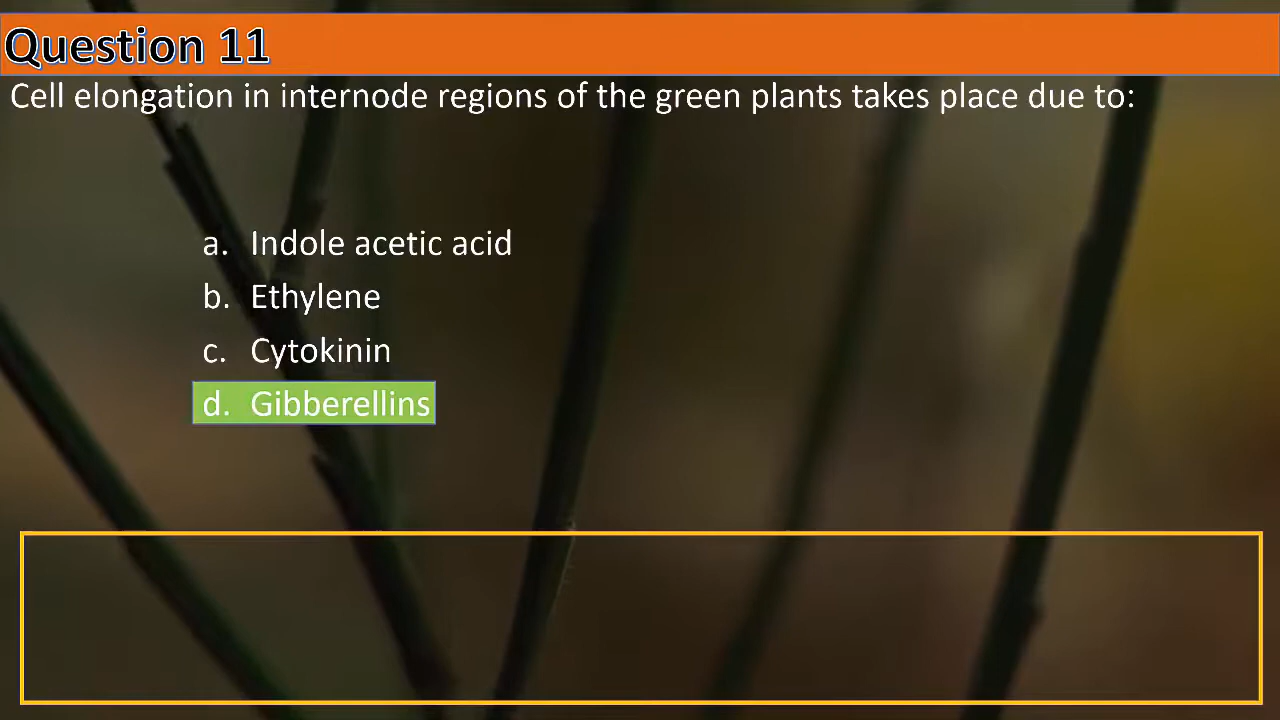 Question 11
Cell elongation in internode regions of the green plants takes place due to:
a. Indole acetic acid
b. Ethylene
c. Cytokinin
d. Gibberellins